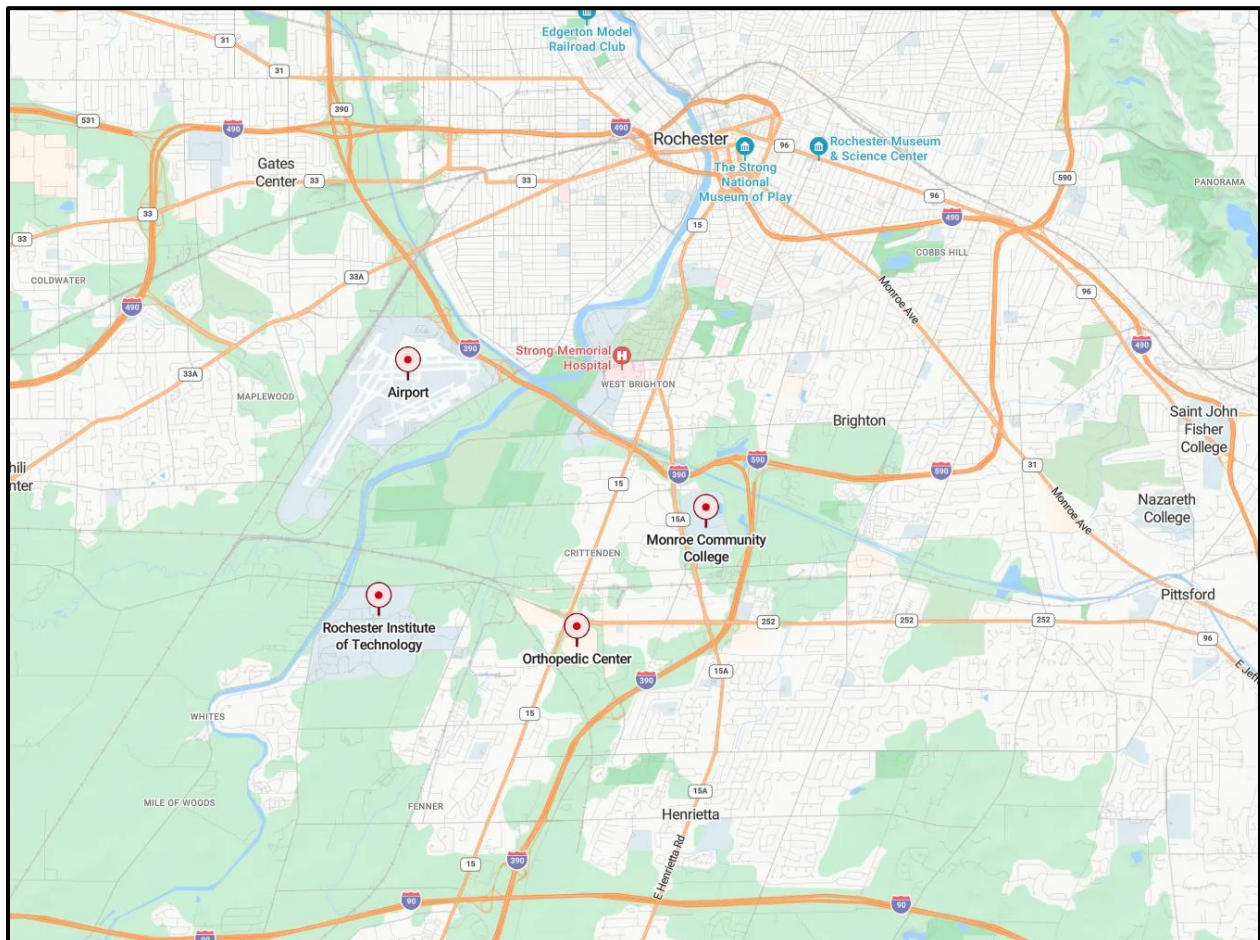 Edgerton Model
Railroad Club
31
31
390
531
490
490
Rochester
96
Rochester Museum
& Science Center
The Strong
National
Museum of Play
Gates
Center
33
33
590
PANORAMA
33
33
96
490
15
COBBS HILL
COLDWATER
33A
490
Monroe Ave
96
490
390
Strong Memorial
Hospital
H
WEST BRIGHTON
33A
Airport
MAPLEWOOD
Brighton
Saint John
Fisher
College
hili
nter
390
590
590
31
15
Monroe Ave
Nazareth
College
15A
Monroe Community
College
CRITTENDEN
Pittsford
Rochester Institute
of Technology
252
252
252
96
Orthopedic Center
E Jeff
15A
390
WHITES
15
15A
MILE OF WOODS
FENNER
Henrietta
E Henrietta Rd
15
390
90
90
90